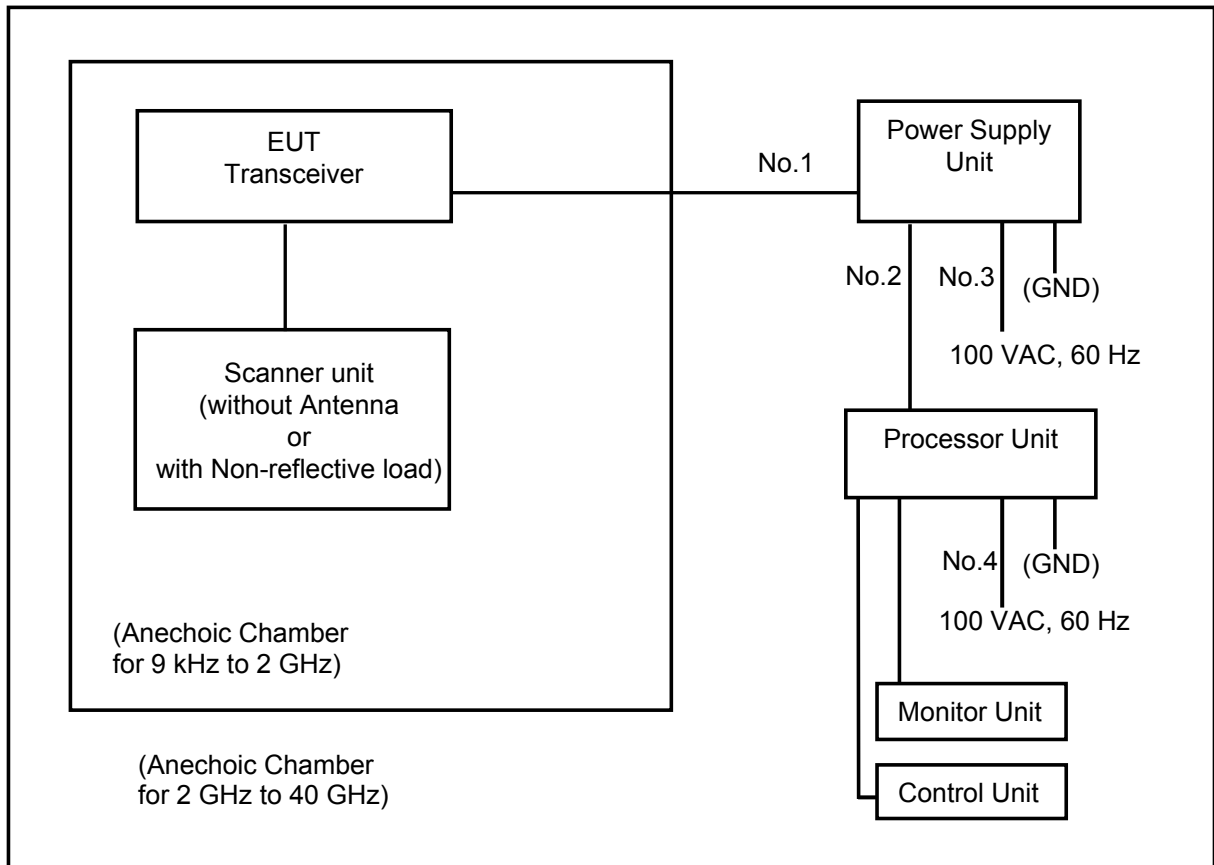 EUT
Transceiver
No.1
Power Supply
Unit
No.2
No.3
(GND)
100 VAC, 60 Hz
Scanner unit
(without Antenna
or
with Non-reflective load)
Processor Unit
No.4
(GND)
100 VAC, 60 Hz
(Anechoic Chamber
for 9 kHz to 2 GHz)
Monitor Unit
Control Unit
(Anechoic Chamber
for 2 GHz to 40 GHz)